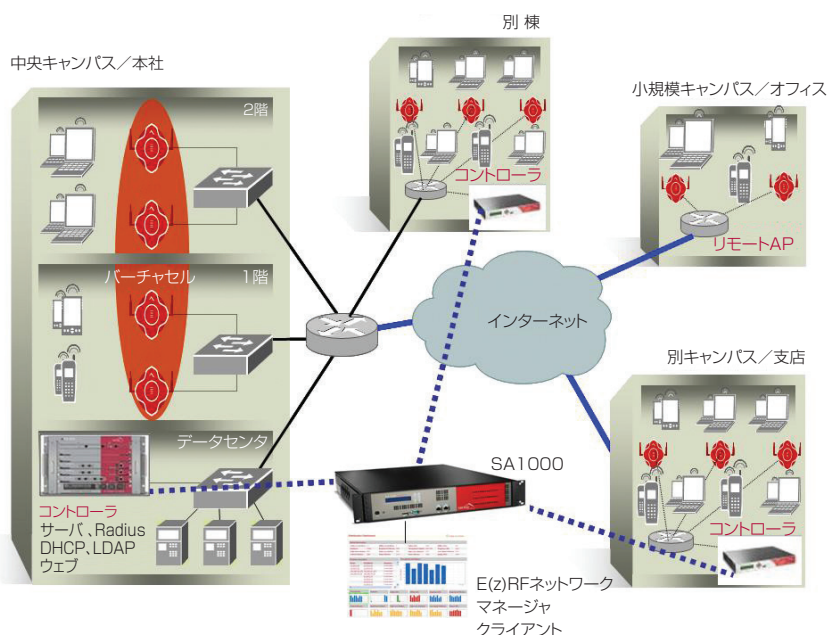 別 棟
中央キャンパス／本社
小規模キャンパス／オフィス
2階
コントローラ
リモートAP
バーチャセル
1階
インターネット
別キャンパス／支店
データセンタ
SA1000
コントローラ
サーバ、Radius
DHCP、LDAP
ウェブ
コントローラ
E(z)RFネットワーク
マネージャ
クライアント